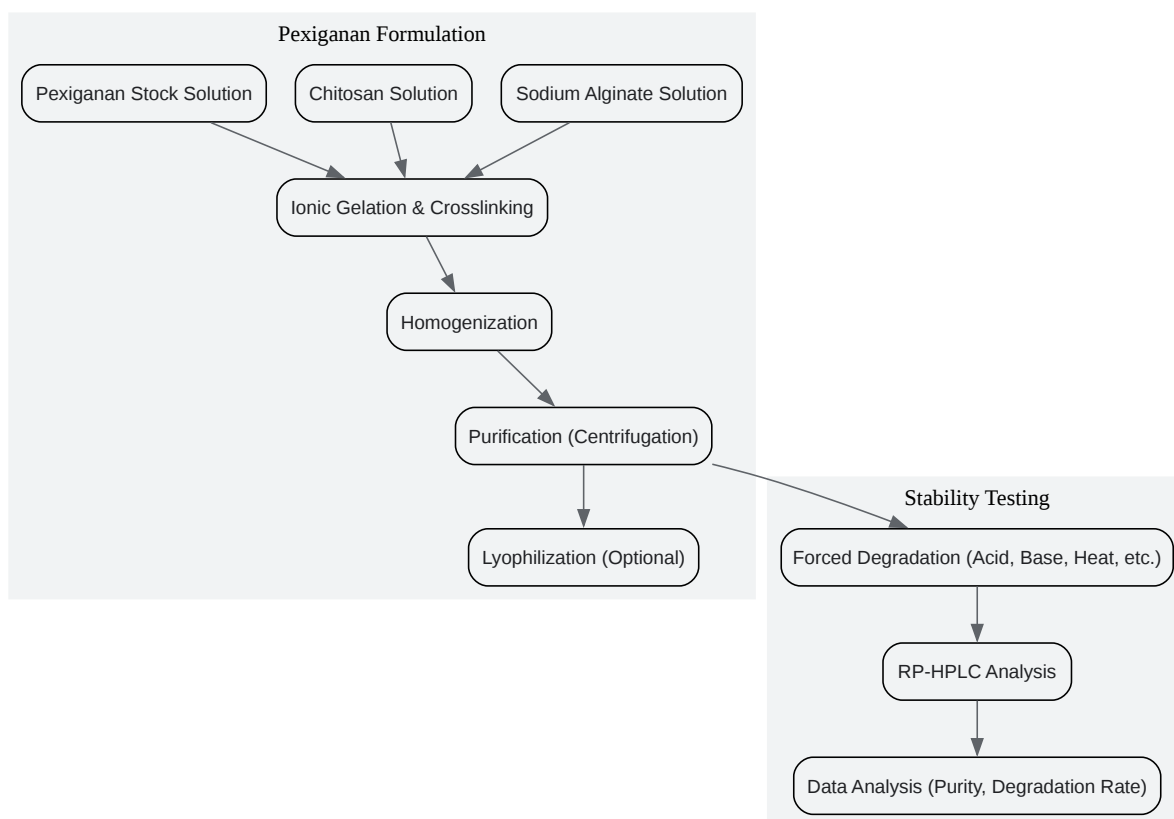 Pexiganan Formulation
Pexiganan Stock Solution
Chitosan Solution
Sodium Alginate Solution
Ionic Gelation & Crosslinking
Homogenization
Purification (Centrifugation)
Lyophilization (Optional)
Stability Testing
Forced Degradation (Acid, Base, Heat, etc.)
RP-HPLC Analysis
Data Analysis (Purity, Degradation Rate)